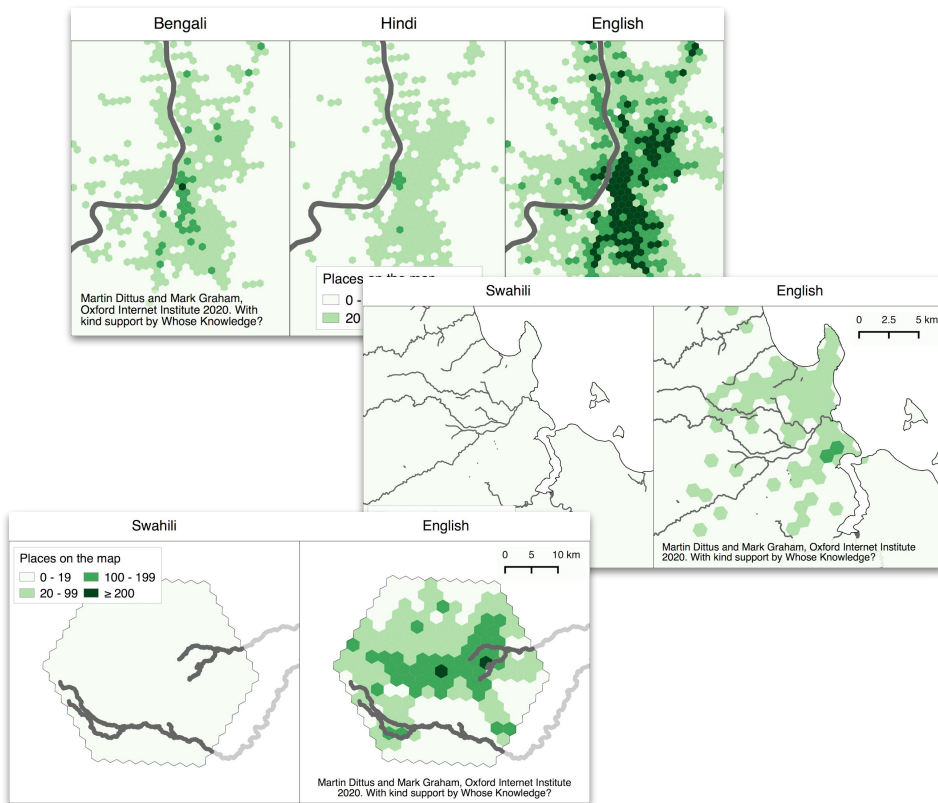 Bengali
Hindi
English
Places on the map
0 -
20
Martin Dittus and Mark Graham,
Oxford Internet Institute 2020. With
kind support by Whose Knowledge?
Swahili
English
0 2.5 5 km
Martin Dittus and Mark Graham, Oxford Internet Institute
2020. With kind support by Whose Knowledge?
Swahili
English
Places on the map
0 - 19 100 - 199
20 - 99 ≥ 200
0 5 10 km
Martin Dittus and Mark Graham, Oxford Internet Institute
2020. With kind support by Whose Knowledge?